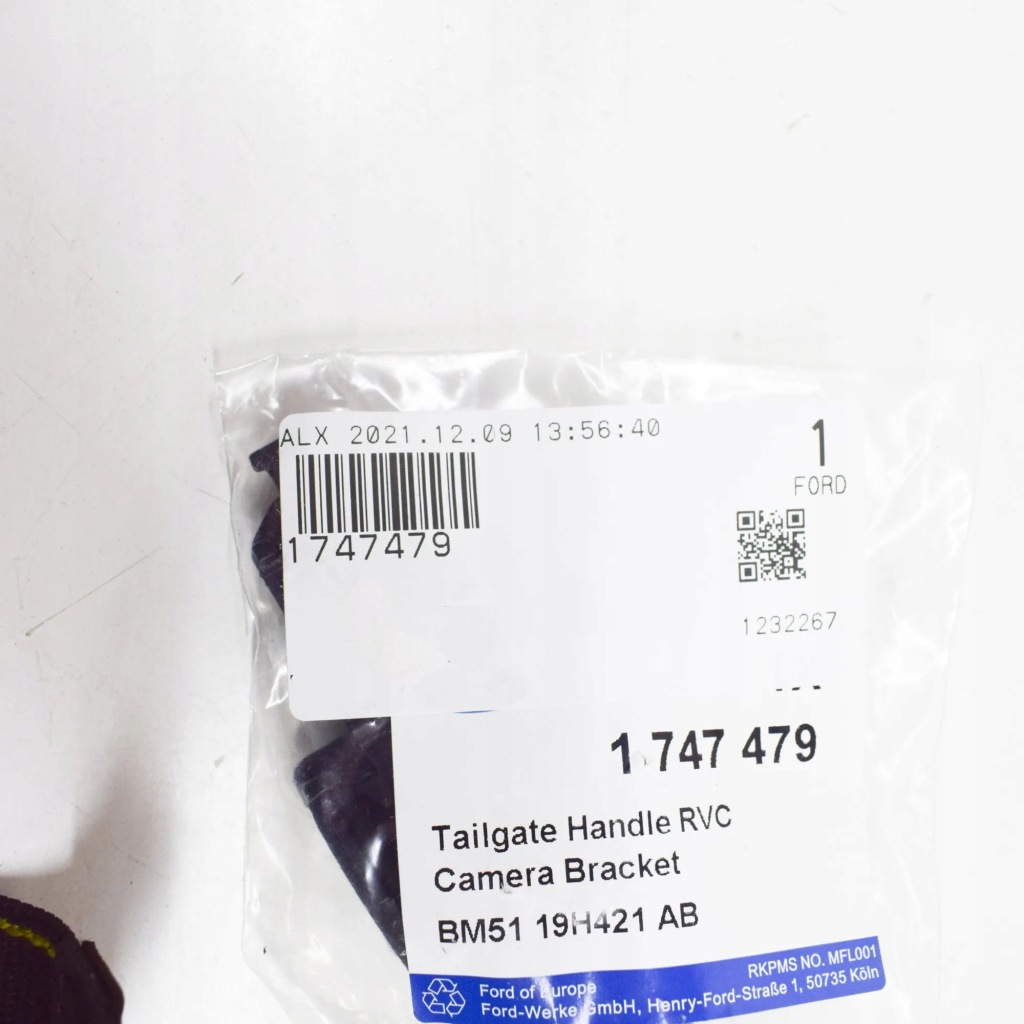 ALX 2021.12.09 13:56:40
1
FORD
1747479
1232267
1 747 479
Tailgate Handle RVC
Camera Bracket
BM51 19H421 AB
RKPMS NO. MFL001
Ford of Europe
Ford-Werke GmbH, Henry-Ford-Straße 1, 50735 Köln